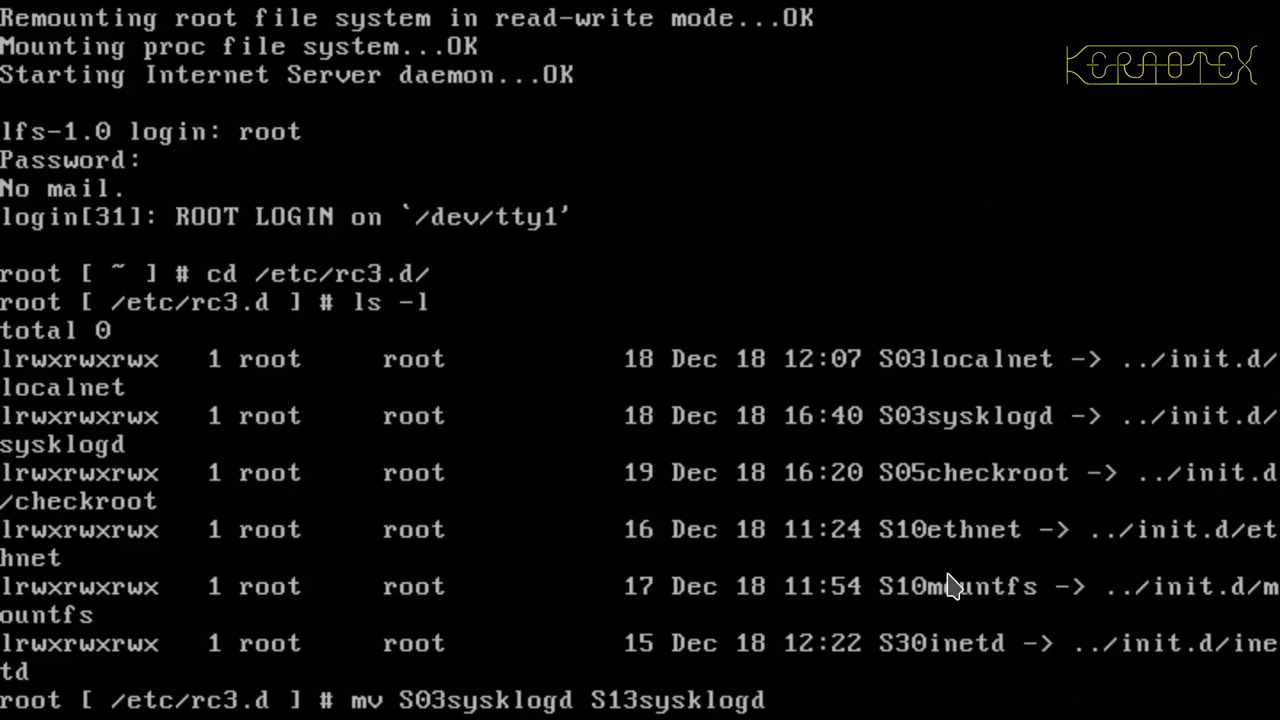 Remounting root file system in read-write mode...OK
Mounting proc file system...OK
KERNOTEX
Starting Internet Server daemon...OK
lfs-1.0 login: root
Password:
No mail.
login[31]: ROOT LOGIN on `/dev/tty1'
root [ ~ ] # cd /etc/rc3.d/
root [ /etc/rc3.d ] # ls -l
total 0
lrwxrwxrwx   1 root     root           18 Dec 18 12:07 S03localnet -> ../init.d/
localnet
lrwxrwxrwx   1 root     root           18 Dec 18 16:40 S03sysklogd -> ../init.d/
sysklogd
lrwxrwxrwx   1 root     root           19 Dec 18 16:20 S05checkroot -> ../init.d
/checkroot
lrwxrwxrwx   1 root     root           16 Dec 18 11:24 S10ethnet -> ../init.d/et
hnet
lrwxrwxrwx   1 root     root           17 Dec 18 11:54 S10mountfs -> ../init.d/m
ountfs
lrwxrwxrwx   1 root     root           15 Dec 18 12:22 S30inetd -> ../init.d/ine
td
root [ /etc/rc3.d ] # mv S03sysklogd S13sysklogd